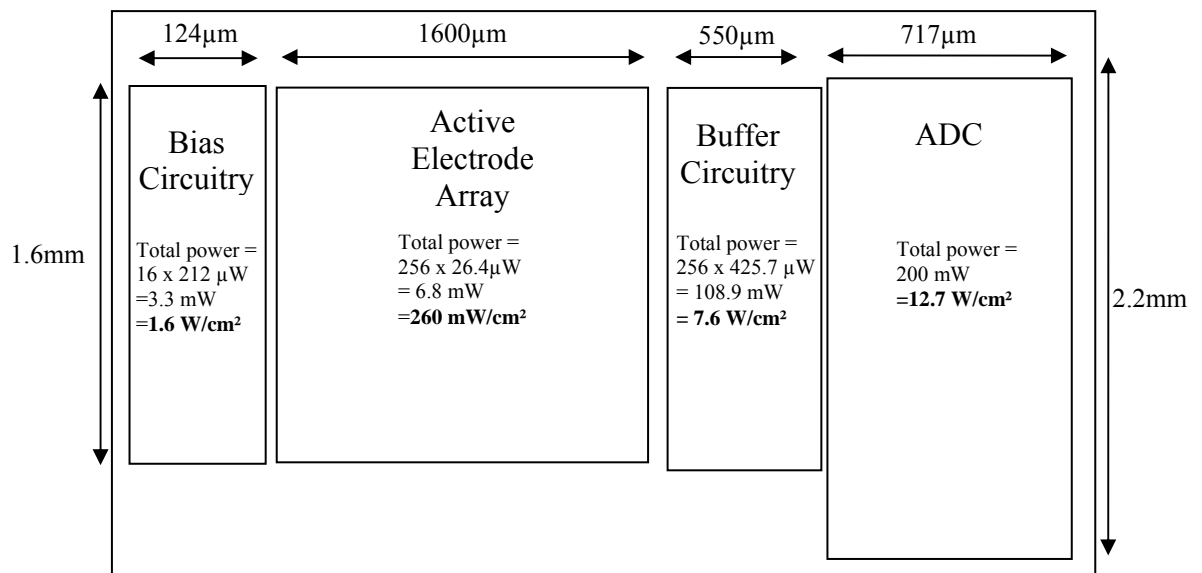 124µm
1600µm
550µm
717µm
Bias
Circuitry
Total power =
16 x 212 µW
=3.3 mW
=1.6 W/cm²
Active
Electrode
Array
Total power =
256 x 26.4µW
= 6.8 mW
=260 mW/cm²
Buffer
Circuitry
Total power =
256 x 425.7 µW
= 108.9 mW
= 7.6 W/cm²
ADC
Total power =
200 mW
=12.7 W/cm²
1.6mm
2.2mm